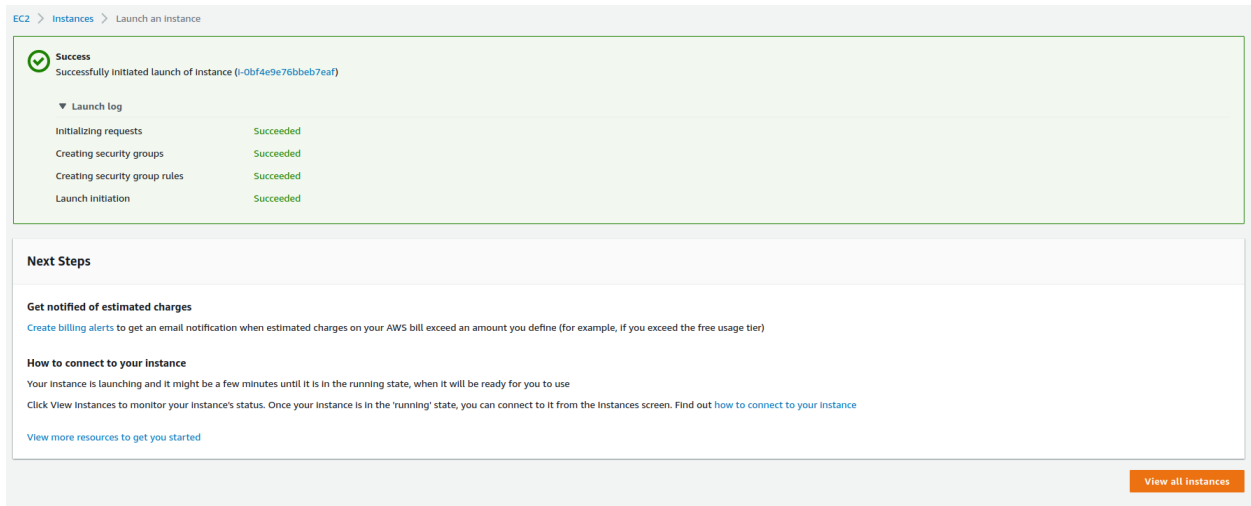 EC2 > Instances > Launch an instance
Success
Successfully initiated launch of instance (i-0bf4e9e76bbeb7eaf)
▼ Launch log
Initializing requests Succeeded
Creating security groups Succeeded
Creating security group rules Succeeded
Launch initiation Succeeded
Next Steps
Get notified of estimated charges
Create billing alerts to get an email notification when estimated charges on your AWS bill exceed an amount you define (for example, if you exceed the free usage tier)
How to connect to your instance
Your instance is launching and it might be a few minutes until it is in the running state, when it will be ready for you to use
Click View Instances to monitor your instance's status. Once your instance is in the 'running' state, you can connect to it from the Instances screen. Find out how to connect to your instance
View more resources to get you started
View all instances